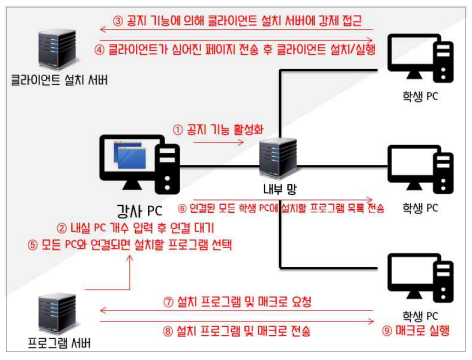 ③ 공지 기능에 의해 클라이언트 설치 서버에 강제 접근
④ 클라이언트가 심어진 페이지 전송 후 클라이언트 설치/실행
클라이언트 설치 서버
학생 PC
① 공지 기능 활성화
내부 망
강사 PC
⑥ 연결된 모든 학생 PC에 설치할 프로그램 목록 전송
학생 PC
② 내실 PC 개수 입력 후 연결 대기
⑤ 모든 PC와 연결되면 설치할 프로그램 선택
⑦ 설치 프로그램 및 매크로 요청
학생 PC
⑧ 설치 프로그램 및 매크로 전송
⑨ 매크로 실행
프로그램 서버